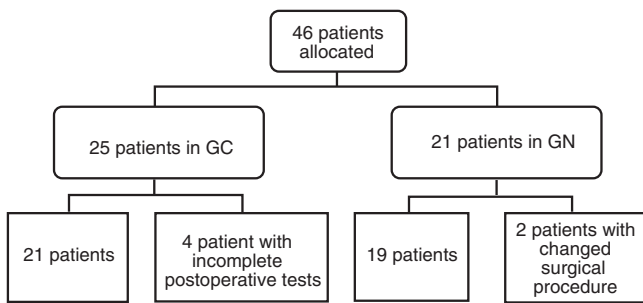 46 patients
allocated
25 patients in GC
21 patients in GN
21 patients
4 patient with
incomplete
postoperative tests
19 patients
2 patients with
changed
surgical
procedure